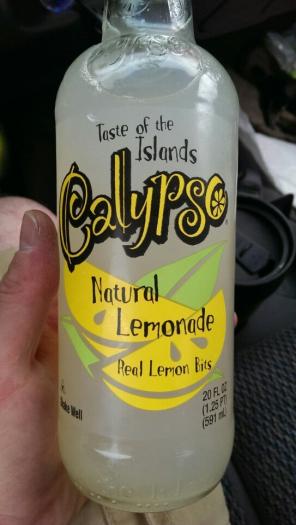 Taste of the
Islands
Calypso
Natural
Lemonade
Real Lemon Bits
Shake Well
20 FL OZ
(1.25 PT)
(591 mL)